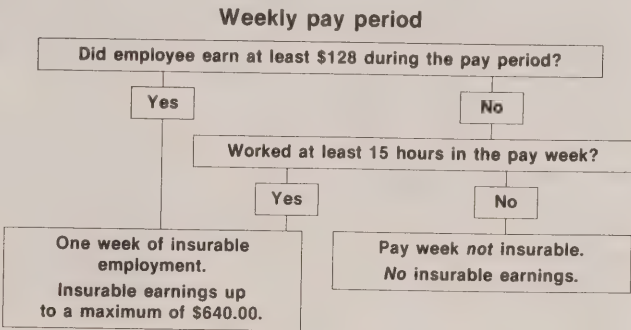 Weekly pay period
Did employee earn at least $128 during the pay period?
Yes
No
Worked at least 15 hours in the pay week?
Yes
No
One week of insurable
employment.
Insurable earnings up
to a maximum of $640.00.
Pay week not insurable.
No insurable earnings.